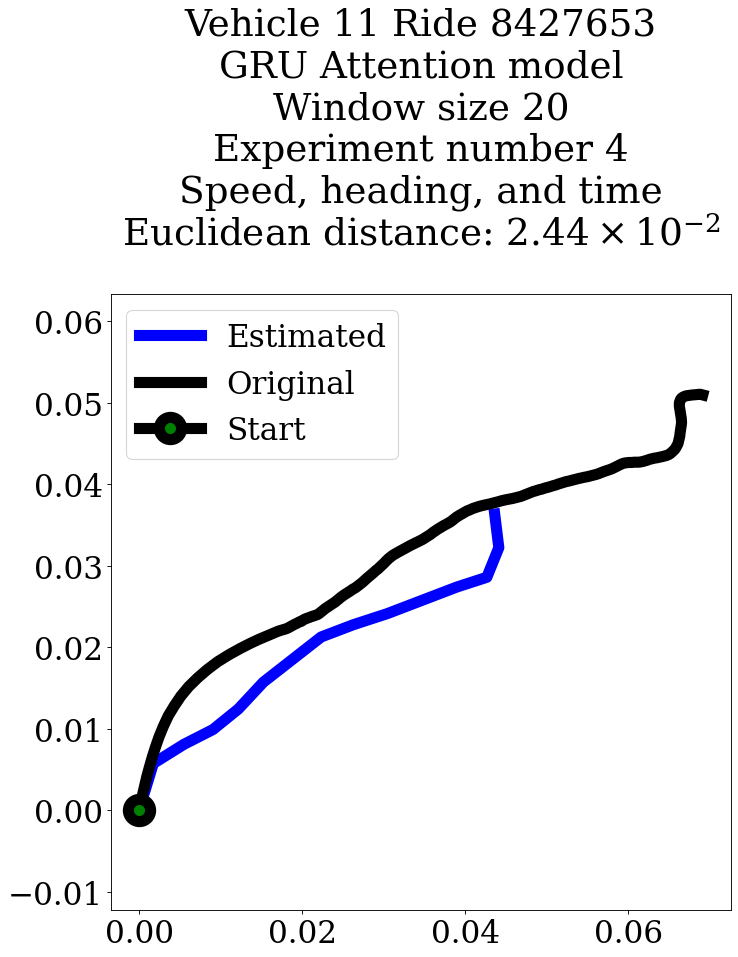 Vehicle 11 Ride 8427653
GRU Attention model
Window size 20
Experiment number 4
Speed, heading, and time
Euclidean distance: 2.44 × 10⁻²
Estimated
Original
Start
0.06
0.05
0.04
0.03
0.02
0.01
0.00
−0.01
0.00 0.02 0.04 0.06